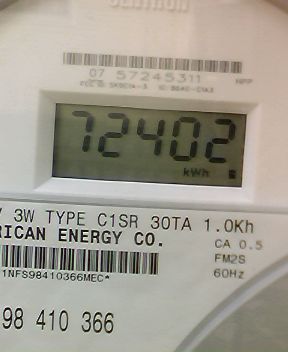 CENTRON
07 57245311
72402
kWh
3W TYPE C1SR 30TA 1.0Kh
RICAN ENERGY CO.
CA 0.5
FM2S
60Hz
1NFS98410366MEC*
98 410 366